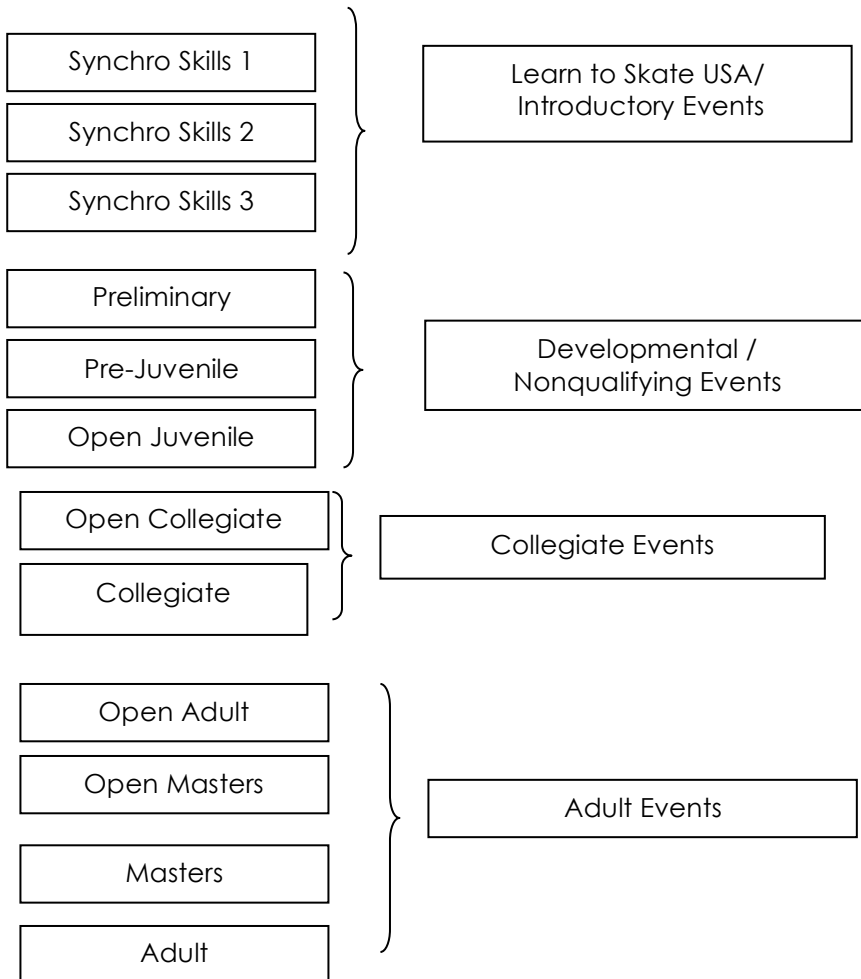 Synchro Skills 1
Synchro Skills 2
Synchro Skills 3
Learn to Skate USA/
Introductory Events
Preliminary
Pre-Juvenile
Open Juvenile
Developmental /
Nonqualifying Events
Open Collegiate
Collegiate
Collegiate Events
Open Adult
Open Masters
Masters
Adult
Adult Events